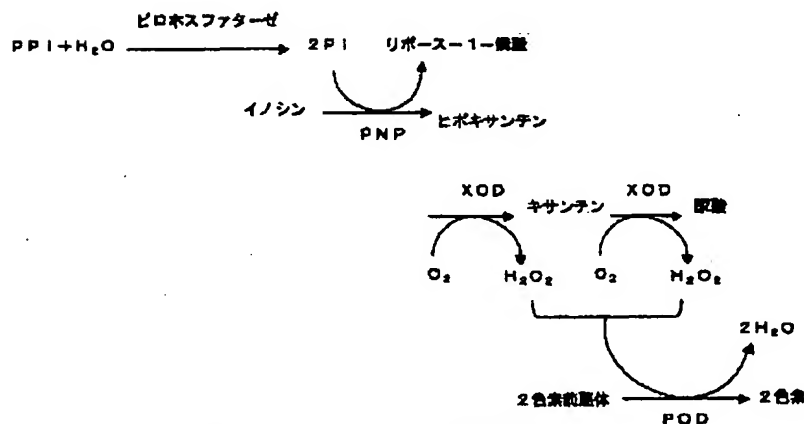 ピロホスファターゼ
PPi+H₂O 2Pi リボース-1-燐酸
イノシン ヒポキサンテン
PNP
XOD XOD
キサンテン 尿酸
O₂ H₂O₂ O₂ H₂O₂
2H₂O
2色素前駆体 2色素
POD